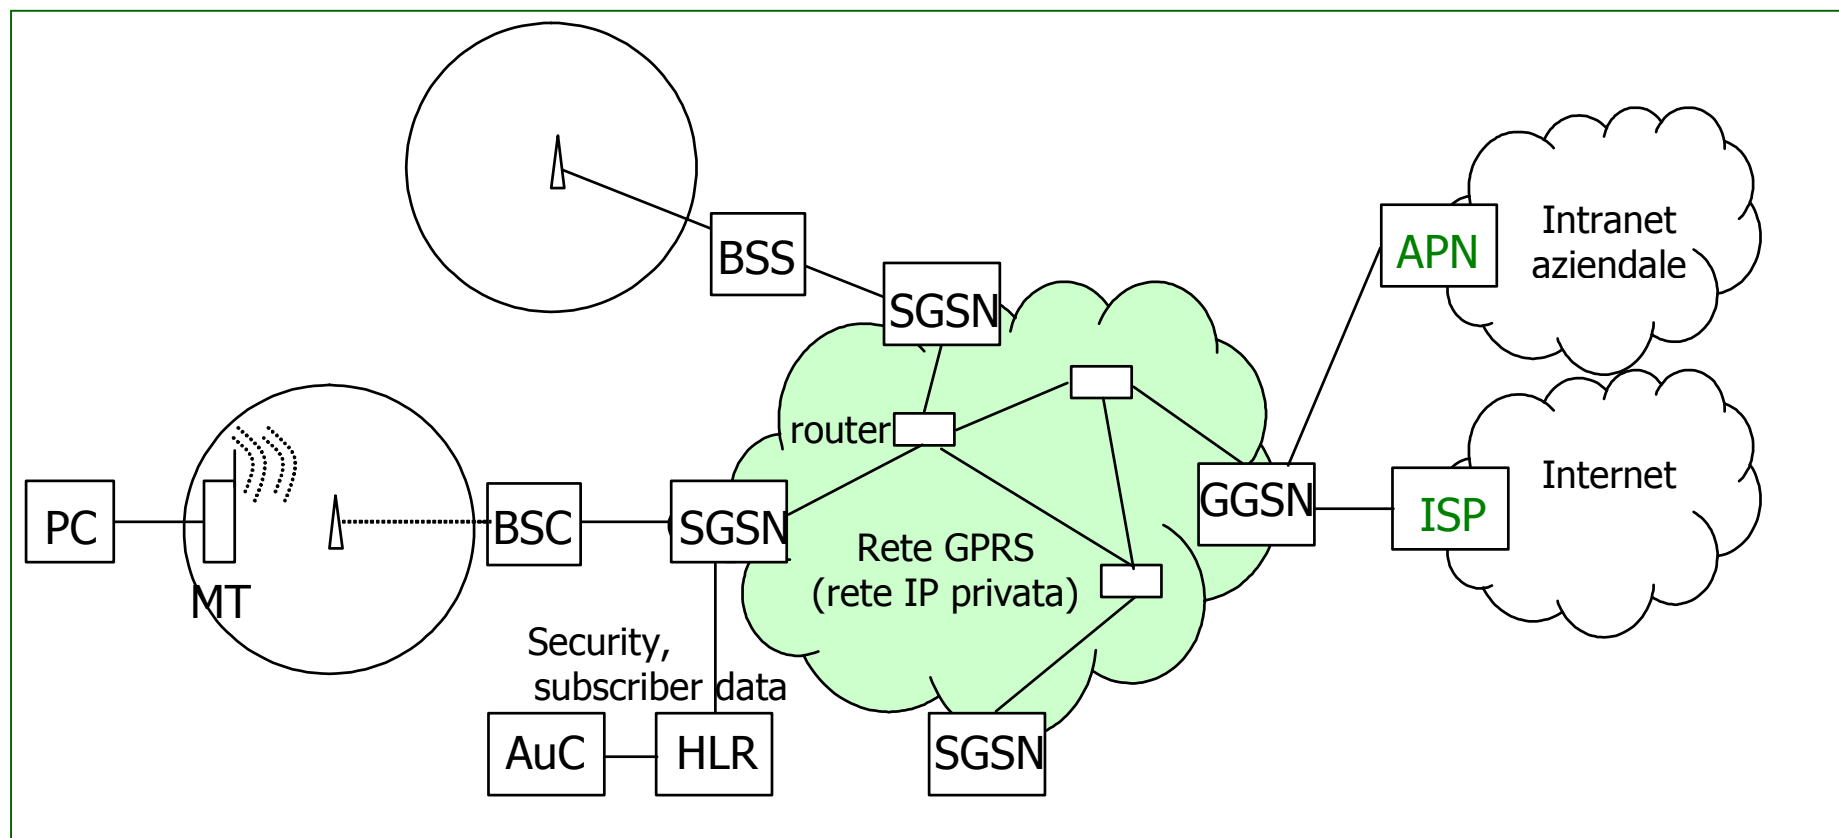 BSS
SGSN
APN
Intranet
aziendale
router
PC
MT
BSC
SGSN
Rete GPRS
(rete IP privata)
GGSN
ISP
Internet
Security,
subscriber data
AuC
HLR
SGSN